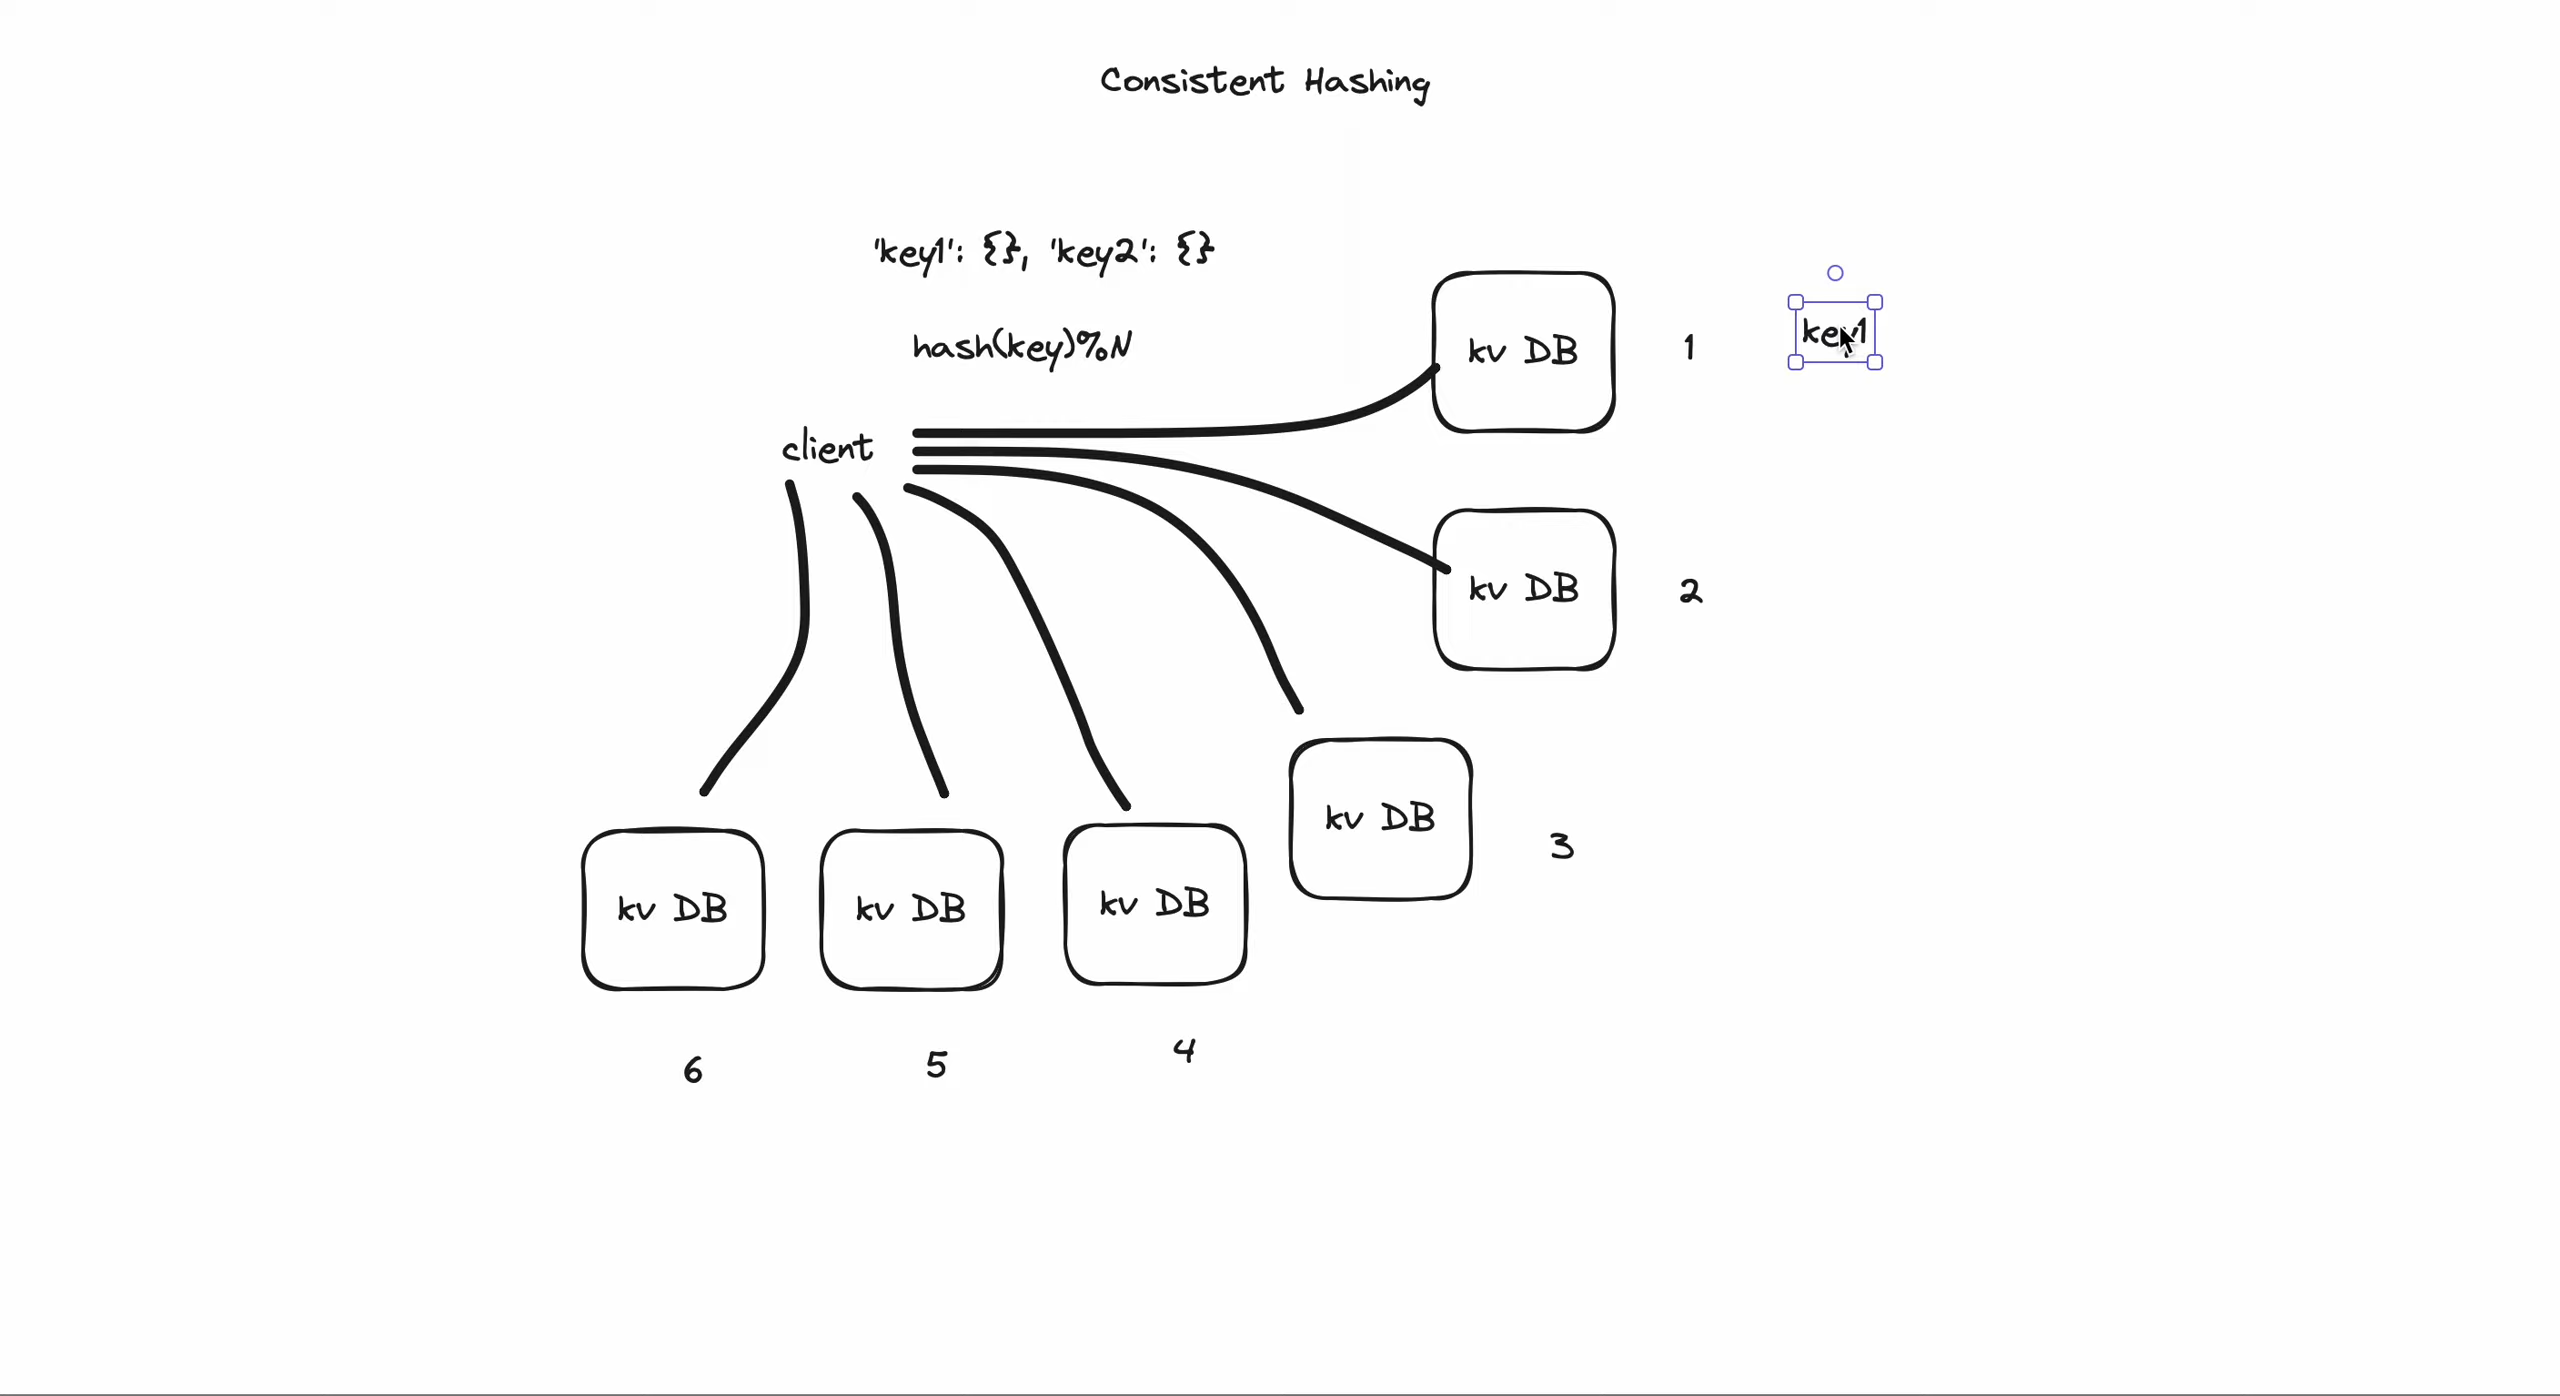 Consistent Hashing
'key1': {}, 'key2': {}
hash(key)%N
client
kv DB
1
key1
kv DB
2
kv DB
3
kv DB
4
kv DB
5
kv DB
6